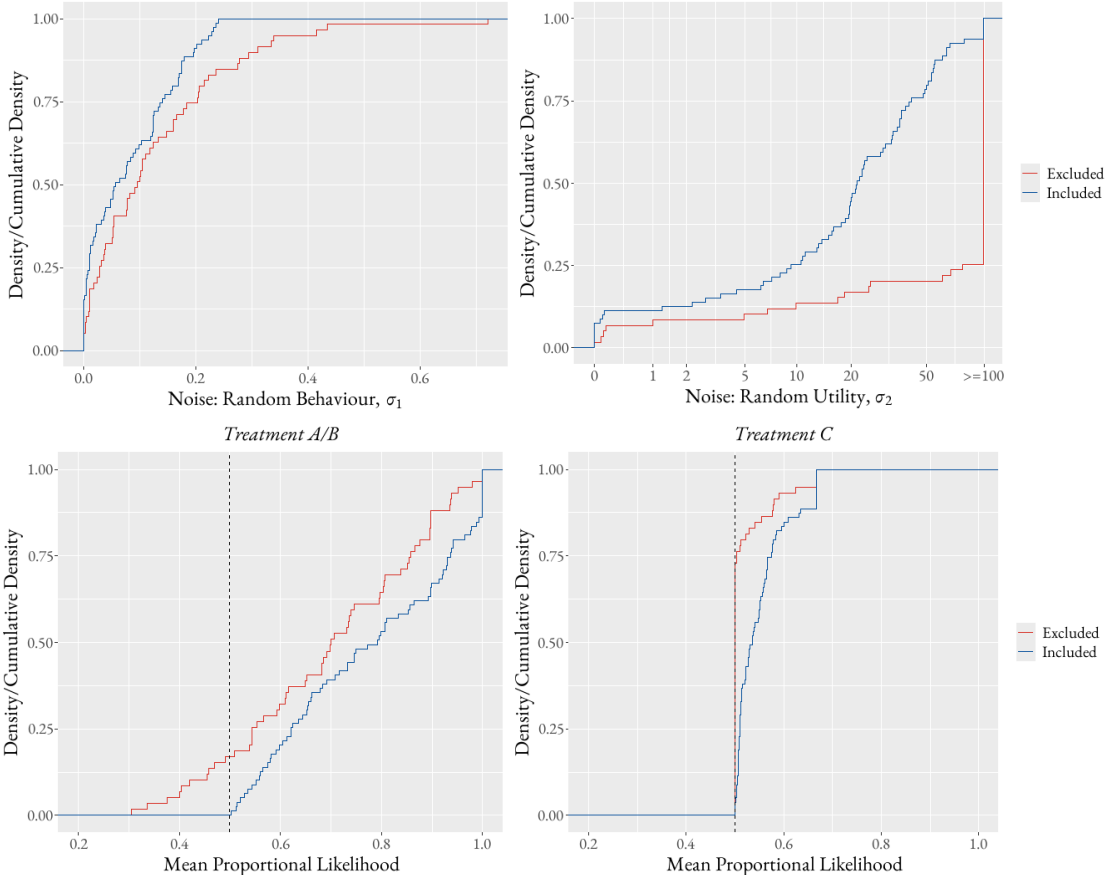 1.00
0.75
0.50
0.25
0.00
Density/Cumulative Density
0.0 0.2 0.4 0.6
Noise: Random Behaviour, σ1
1.00
0.75
0.50
0.25
0.00
Density/Cumulative Density
0 1 2 5 10 20 50 >=100
Noise: Random Utility, σ2
Excluded
Included
Treatment A/B
1.00
0.75
0.50
0.25
0.00
Density/Cumulative Density
0.2 0.4 0.6 0.8 1.0
Mean Proportional Likelihood
Treatment C
1.00
0.75
0.50
0.25
0.00
Density/Cumulative Density
0.2 0.4 0.6 0.8 1.0
Mean Proportional Likelihood
Excluded
Included